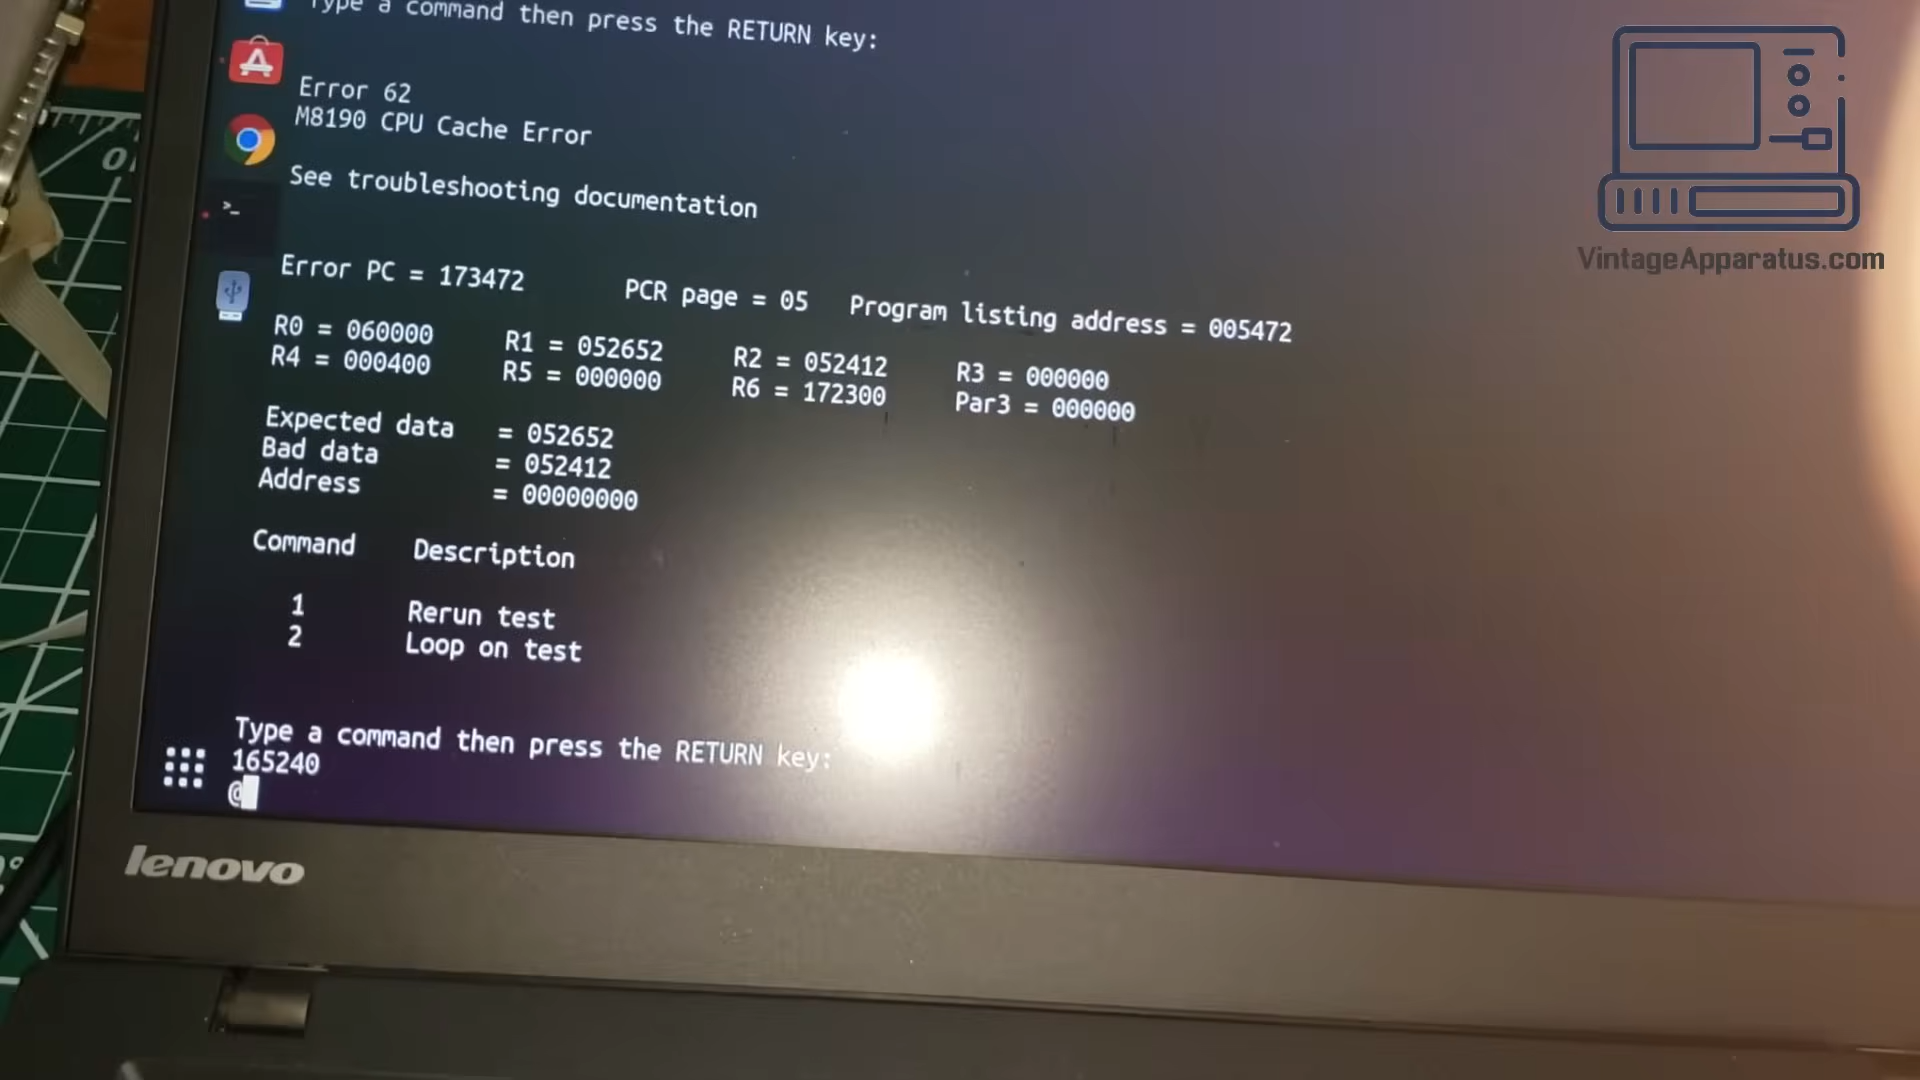 Type a command then press the RETURN key:
Error 62
M8190 CPU Cache Error
See troubleshooting documentation
Error PC = 173472 PCR page = 05 Program listing address = 005472
R0 = 060000 R1 = 052652 R2 = 052412 R3 = 000000
R4 = 000400 R5 = 000000 R6 = 172300 Par3 = 000000
Expected data = 052652
Bad data = 052412
Address = 00000000
Command Description
1 Rerun test
2 Loop on test
Type a command then press the RETURN key:
165240
@
lenovo
VintageApparatus.com